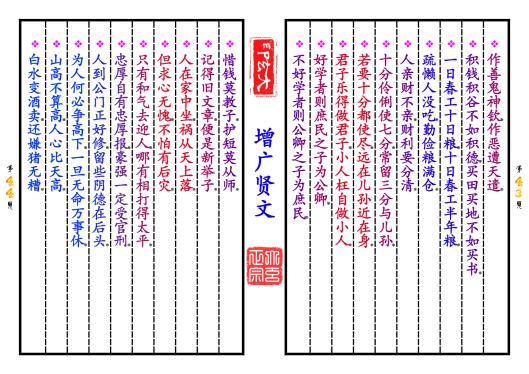 作善鬼神钦作恶遭天遣.
积钱积谷不如积德买田买地不如买书.
一日春工十日粮十日春工半年粮.
疏懒人没吃勤俭粮满仓.
人亲财不亲财利要分清.
十分伶俐使七分常留三分与儿孙.
若要十分都使尽远在儿孙近在身.
君子乐得做君子小人枉自做小人.
好学者则庶民之子为公卿.
不好学者则公卿之子为庶民.
第43页
增广贤文
惜钱莫教子护短莫从师.
记得旧文章便是新举子.
人在家中坐祸从天上落.
但求心无愧不怕有后灾.
只有和气去迎人哪有相打得太平.
忠厚自有忠厚报豪强一定受官刑.
人到公门正好修留些阴德在后头.
为人何必争高下一旦无命万事休.
山高不算高人心比天高.
白水变酒卖还嫌猪无糟.
第44页